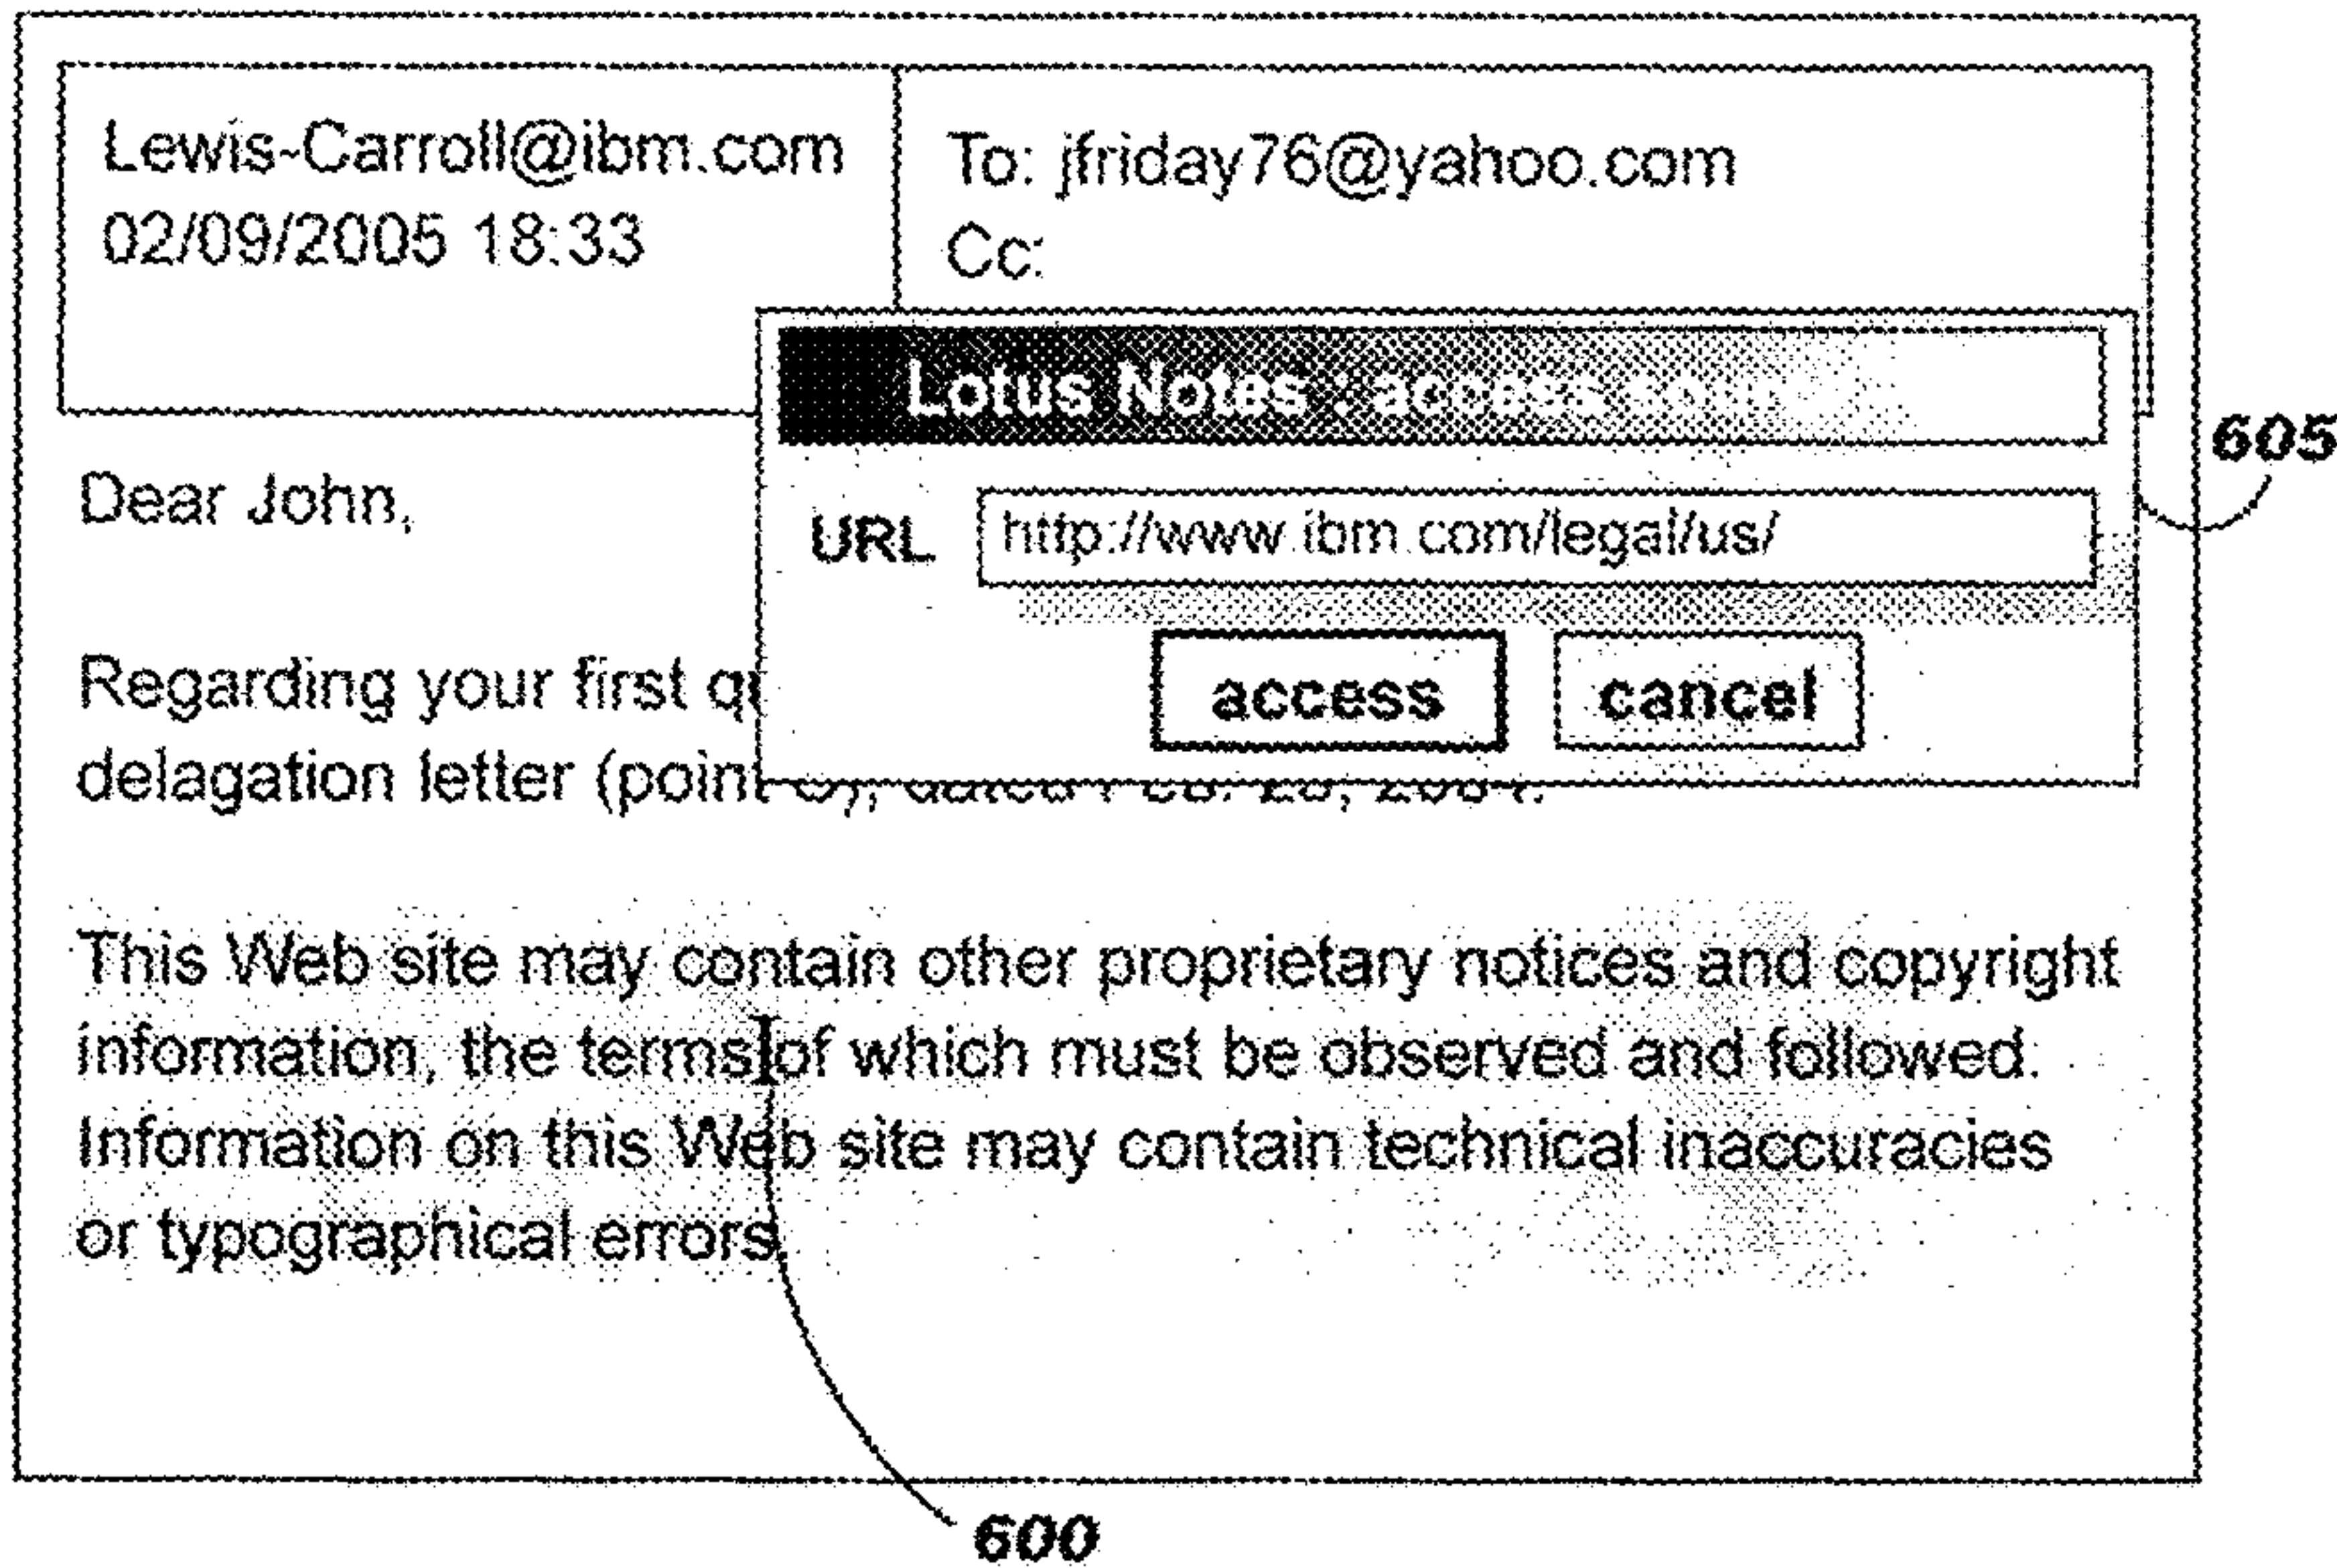 Lewis-Carroll@ibm.com
02/09/2005 18:33
To: jfriday76@yahoo.com
Cc:
Lotus Notes : access
605
URL http://www.ibm.com/legal/us/
access cancel
Dear John,
Regarding your first
delagation letter (point
This Web site may contain other proprietary notices and copyright
information, the terms of which must be observed and followed.
Information on this Web site may contain technical inaccuracies
or typographical errors.
600